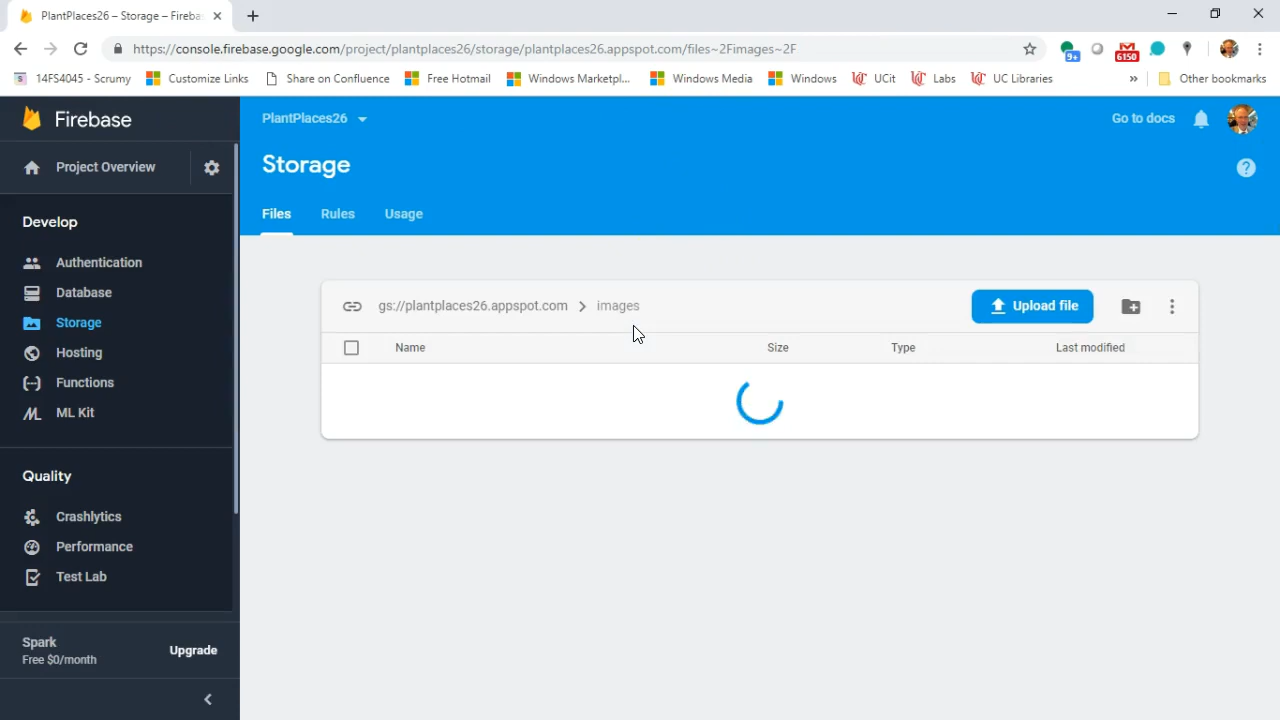 PlantPlaces26 – Storage – Fireba
https://console.firebase.google.com/project/plantplaces26/storage/plantplaces26.appspot.com/files~2Fimages~2F
9+
6150
14FS4045 - Scrumy
Customize Links
Share on Confluence
Free Hotmail
Windows Marketpl...
Windows Media
Windows
UCit
Labs
UC Libraries
»
Other bookmarks
Firebase
PlantPlaces26
Go to docs
Project Overview
Storage
?
Files
Rules
Usage
Develop
Authentication
Database
Storage
Hosting
Functions
ML Kit
gs://plantplaces26.appspot.com > images
Upload file
Name
Size
Type
Last modified
Quality
Crashlytics
Performance
Test Lab
Spark
Free $0/month
Upgrade